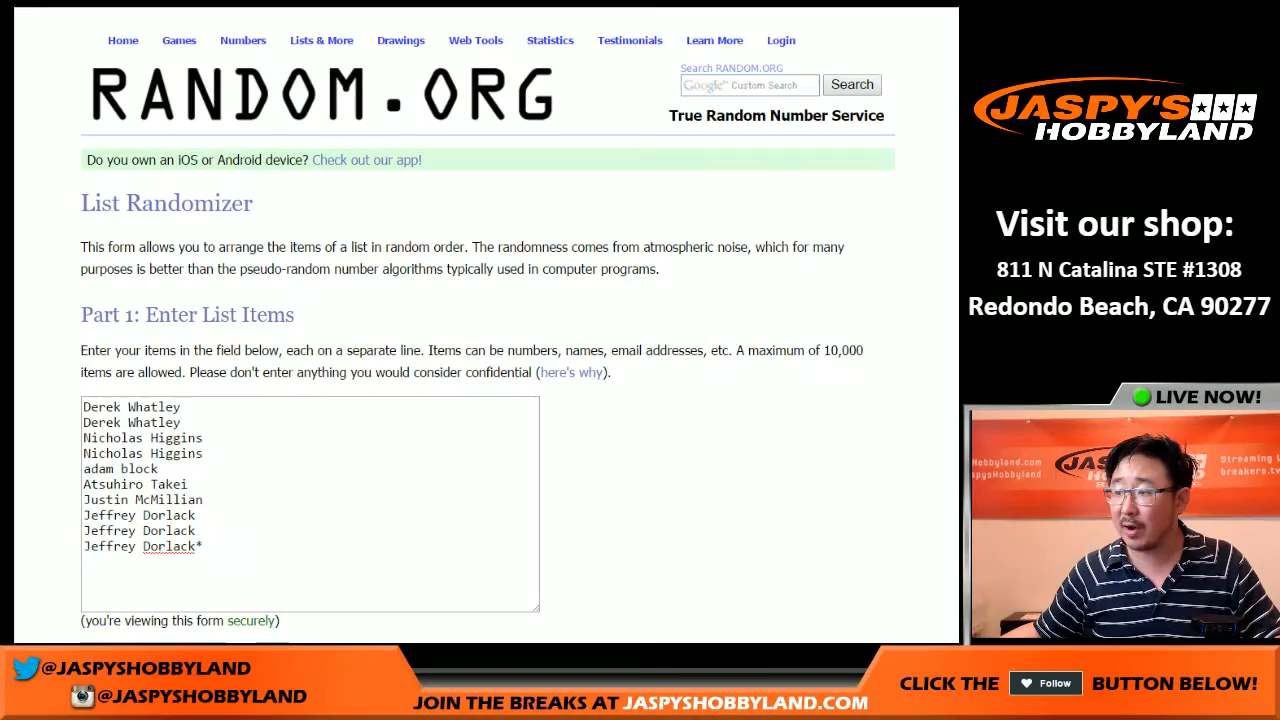 Home Games Numbers Lists & More Drawings Web Tools Statistics Testimonials Learn More Login
RANDOM.ORG
Search RANDOM.ORG
Google™ Custom Search Search
True Random Number Service
Do you own an iOS or Android device? Check out our app!
List Randomizer
This form allows you to arrange the items of a list in random order. The randomness comes from atmospheric noise, which for many
purposes is better than the pseudo-random number algorithms typically used in computer programs.
Part 1: Enter List Items
Enter your items in the field below, each on a separate line. Items can be numbers, names, email addresses, etc. A maximum of 10,000
items are allowed. Please don't enter anything you would consider confidential (here's why).
Derek Whatley
Derek Whatley
Nicholas Higgins
Nicholas Higgins
adam block
Atsuhiro Takei
Justin McMillian
Jeffrey Dorlack
Jeffrey Dorlack
Jeffrey Dorlack*
(you're viewing this form securely)
JASPY'S
HOBBYLAND
Visit our shop:
811 N Catalina STE #1308
Redondo Beach, CA 90277
LIVE NOW!
@JASPYSHOBBYLAND
@JASPYSHOBBYLAND
JOIN THE BREAKS AT JASPYSHOBBYLAND.COM
CLICK THE Follow BUTTON BELOW!